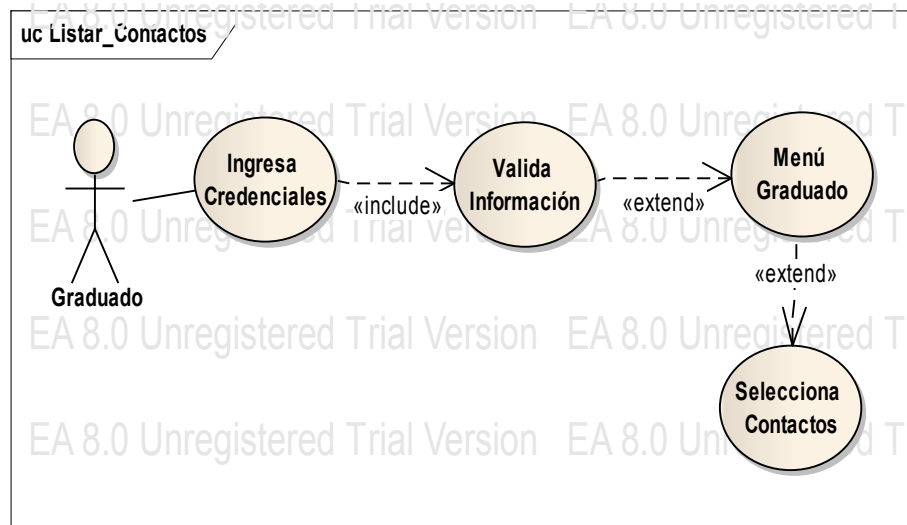 EA 8.0 Unregistered Trial Version EA 8.0 Unregistered T
uc Listar_Contactos
EA 8.0 Unregistered Trial Version EA 8.0 Unregistered T
Ingresa
Credenciales
«include»
Valida
Información
«extend»
Menú
Graduado
EA 8.0 Unregistered Trial Version EA 8.0 Unregistered T
Graduado
«extend»
EA 8.0 Unregistered Trial Version EA 8.0 Unregistered T
Selecciona
Contactos
EA 8.0 Unregistered Trial Version EA 8.0 Unregistered T